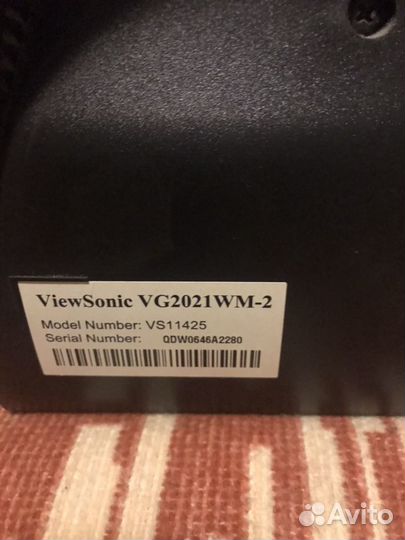 ViewSonic VG2021WM-2
Model Number: VS11425
Serial Number: QDW0646A2280
Avito